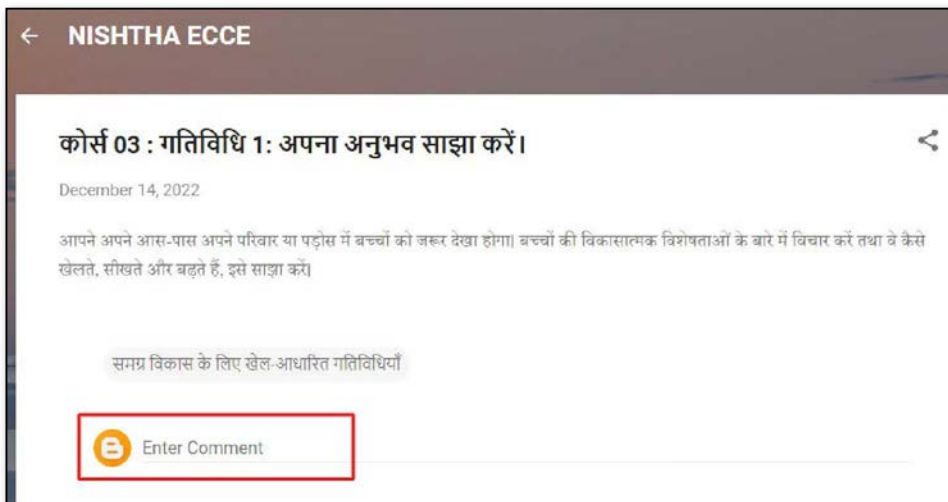 NISHTHA ECCE
कोर्स 03 : गतिविधि 1: अपना अनुभव साझा करें।
December 14, 2022
आपने अपने आस-पास अपने परिवार या पड़ोस में बच्चों को जरूर देखा होगा| बच्चों की विकासात्मक विशेषताओं के बारे में विचार करें तथा वे कैसे
खेलते, सीखते और बढ़ते हैं, इसे साझा करें|
समग्र विकास के लिए खेल-आधारित गतिविधियाँ
Enter Comment